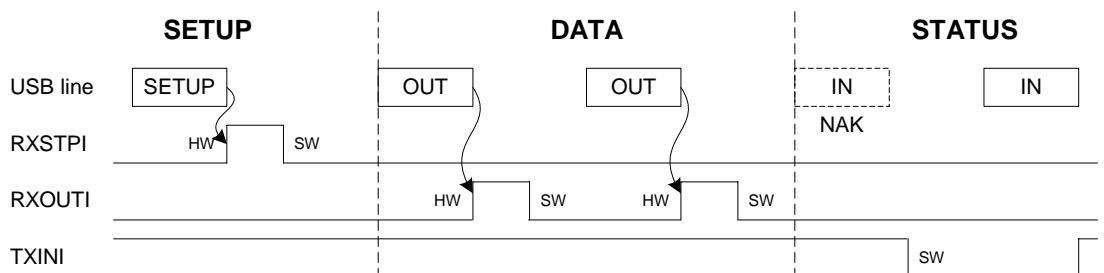 SETUP DATA STATUS
USB line SETUP OUT OUT IN IN
NAK
RXSTPI HW SW
RXOUTI HW SW HW SW
TXINI SW